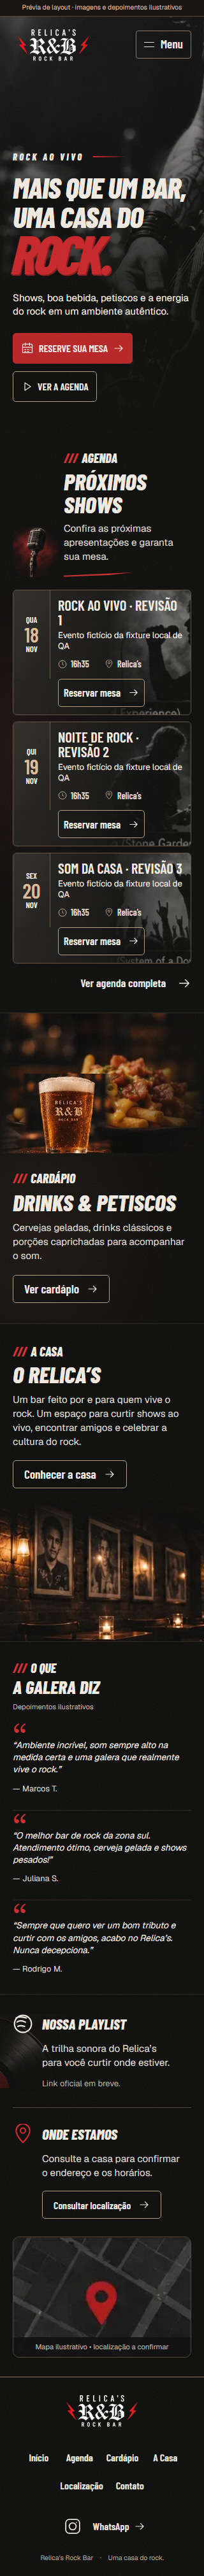 Prévia de layout · Imagens e depoimentos ilustrativos
RELICA'S
R&B
ROCK BAR
Menu
ROCK AO VIVO
MAIS QUE UM BAR,
UMA CASA DO
ROCK.
Shows, boa bebida, petiscos e a energia
do rock em um ambiente autêntico.
RESERVE SUA MESA
VER A AGENDA
/// AGENDA
PRÓXIMOS
SHOWS
Confira as próximas
apresentações e garanta
sua mesa.
QUA
18
NOV
ROCK AO VIVO · REVISÃO
1
Evento fictício da fixture local de
QA
16h35
Relica's
Reservar mesa
Experience)
QUI
19
NOV
NOITE DE ROCK ·
REVISÃO 2
Evento fictício da fixture local de
QA
16h35
Relica's
Reservar mesa
(Stone Garde
SEX
20
NOV
SOM DA CASA · REVISÃO 3
Evento fictício da fixture local de
QA
16h35
Relica's
Reservar mesa
(System of a Do
Ver agenda completa
RELICA'S
R&B
ROCK BAR
/// CARDÁPIO
DRINKS & PETISCOS
Cervejas geladas, drinks clássicos e
porções caprichadas para acompanhar
o som.
Ver cardápio
/// A CASA
O RELICA'S
Um bar feito por e para quem vive o
rock. Um espaço para curtir shows ao
vivo, encontrar amigos e celebrar a
cultura do rock.
Conhecer a casa
/// O QUE
A GALERA DIZ
Depoimentos ilustrativos
“
“Ambiente incrível, som sempre alto na
medida certa e uma galera que realmente
vive o rock.”
— Marcos T.
“
“O melhor bar de rock da zona sul.
Atendimento ótimo, cerveja gelada e shows
pesados!”
— Juliana S.
“
“Sempre que quero ver um bom tributo e
curtir com os amigos, acabo no Relica’s.
Nunca decepciona.”
— Rodrigo M.
NOSSA PLAYLIST
A trilha sonora do Relica’s
para você curtir onde estiver.
Link oficial em breve.
ONDE ESTAMOS
Consulte a casa para confirmar
o endereço e os horários.
Consultar localização
Mapa ilustrativo • localização a confirmar
RELICA'S
R&B
ROCK BAR
Início Agenda Cardápio A Casa
Localização Contato
WhatsApp
Relica's Rock Bar · Uma casa do rock.